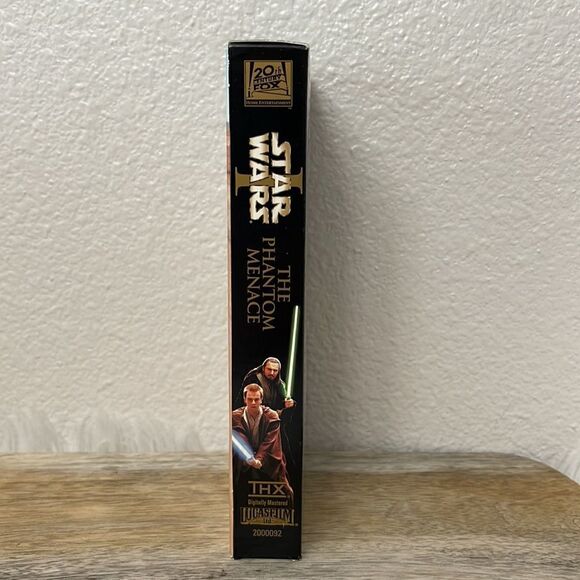 20th
CENTURY
FOX
HOME ENTERTAINMENT
STAR
WARS
I
THE
PHANTOM
MENACE
THX
Digitally Mastered
LUCASFILM
LTD.
2000092